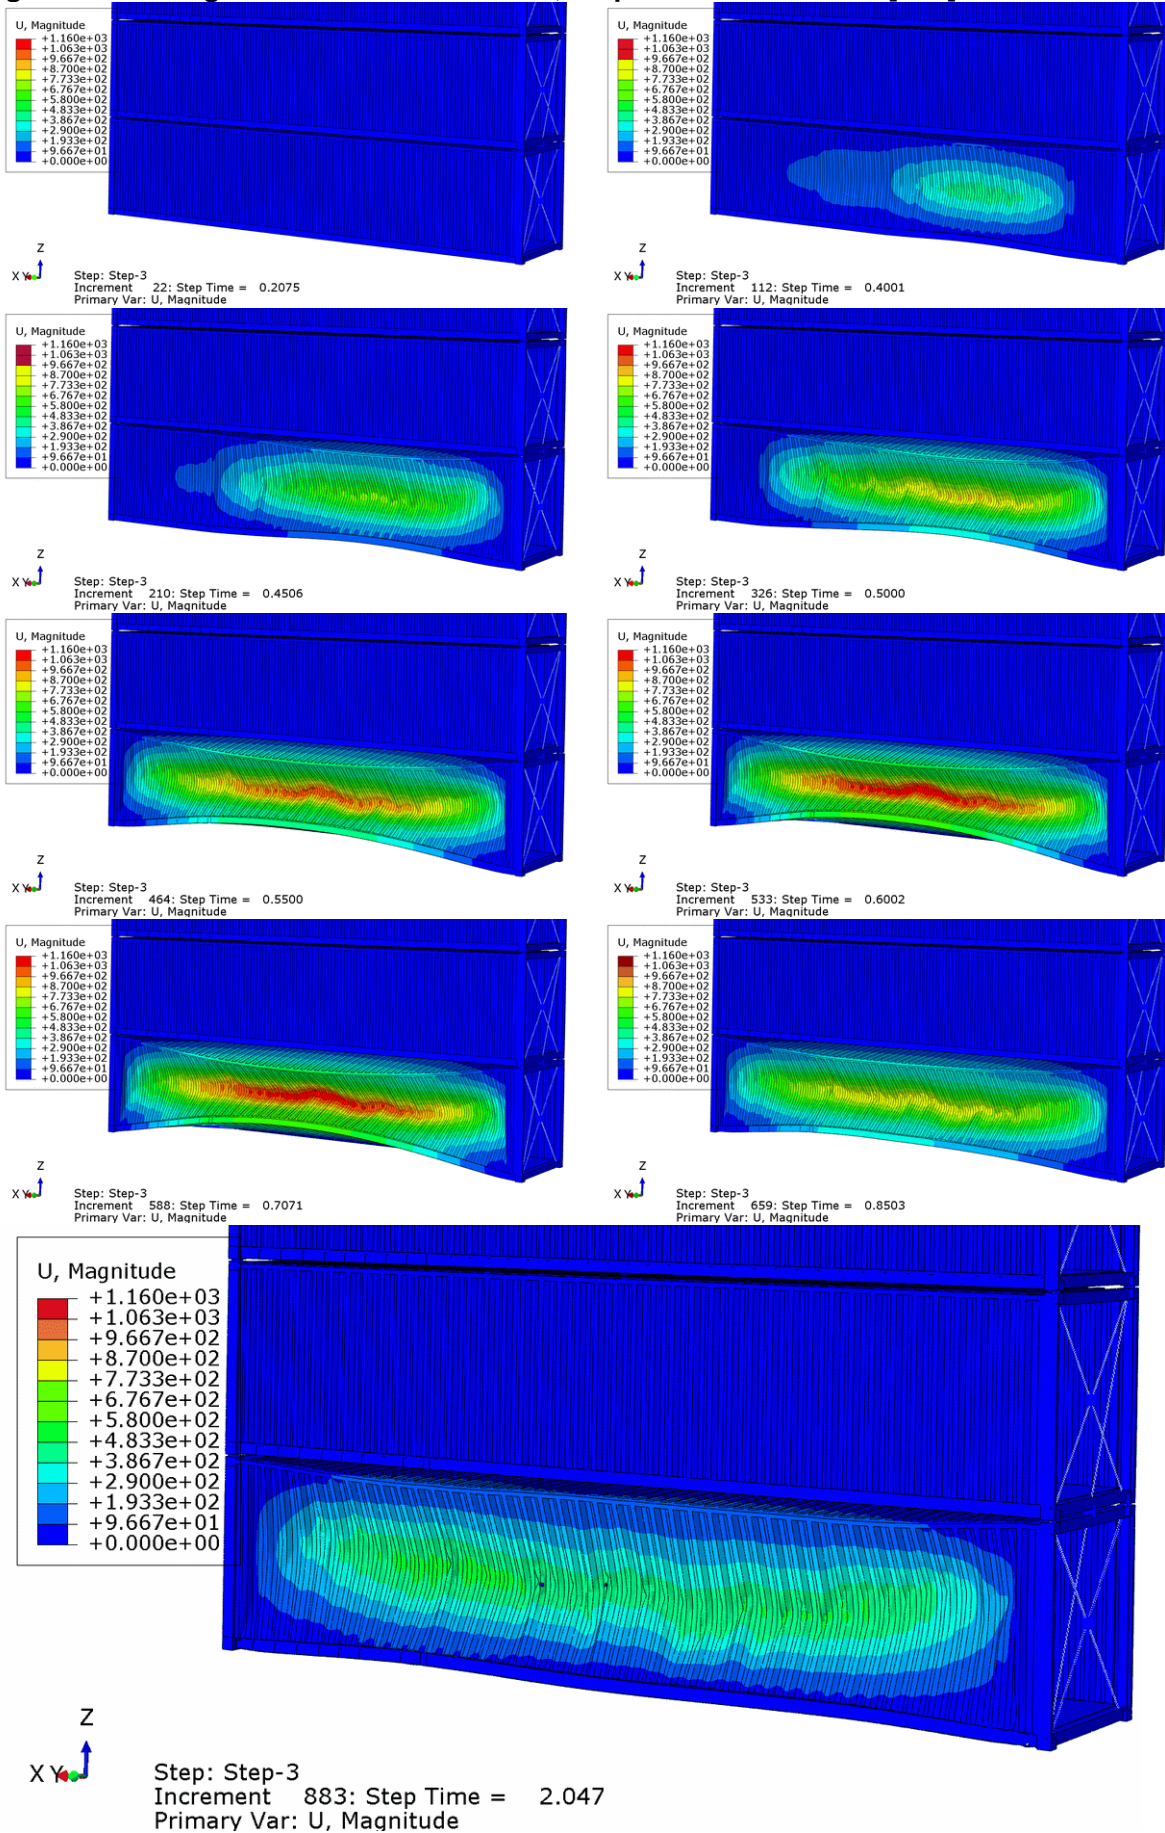 U, Magnitude
+1.160e+03
+1.063e+03
+9.667e+02
+8.700e+02
+7.733e+02
+6.767e+02
+5.800e+02
+4.833e+02
+3.867e+02
+2.900e+02
+1.933e+02
+9.667e+01
+0.000e+00
Z
X Y
Step: Step-3
Increment 22: Step Time = 0.2075
Primary Var: U, Magnitude
U, Magnitude
+1.160e+03
+1.063e+03
+9.667e+02
+8.700e+02
+7.733e+02
+6.767e+02
+5.800e+02
+4.833e+02
+3.867e+02
+2.900e+02
+1.933e+02
+9.667e+01
+0.000e+00
Z
X Y
Step: Step-3
Increment 112: Step Time = 0.4001
Primary Var: U, Magnitude
U, Magnitude
+1.160e+03
+1.063e+03
+9.667e+02
+8.700e+02
+7.733e+02
+6.767e+02
+5.800e+02
+4.833e+02
+3.867e+02
+2.900e+02
+1.933e+02
+9.667e+01
+0.000e+00
Z
X Y
Step: Step-3
Increment 210: Step Time = 0.4506
Primary Var: U, Magnitude
U, Magnitude
+1.160e+03
+1.063e+03
+9.667e+02
+8.700e+02
+7.733e+02
+6.767e+02
+5.800e+02
+4.833e+02
+3.867e+02
+2.900e+02
+1.933e+02
+9.667e+01
+0.000e+00
Z
X Y
Step: Step-3
Increment 326: Step Time = 0.5000
Primary Var: U, Magnitude
U, Magnitude
+1.160e+03
+1.063e+03
+9.667e+02
+8.700e+02
+7.733e+02
+6.767e+02
+5.800e+02
+4.833e+02
+3.867e+02
+2.900e+02
+1.933e+02
+9.667e+01
+0.000e+00
Z
X Y
Step: Step-3
Increment 464: Step Time = 0.5500
Primary Var: U, Magnitude
U, Magnitude
+1.160e+03
+1.063e+03
+9.667e+02
+8.700e+02
+7.733e+02
+6.767e+02
+5.800e+02
+4.833e+02
+3.867e+02
+2.900e+02
+1.933e+02
+9.667e+01
+0.000e+00
Z
X Y
Step: Step-3
Increment 533: Step Time = 0.6002
Primary Var: U, Magnitude
U, Magnitude
+1.160e+03
+1.063e+03
+9.667e+02
+8.700e+02
+7.733e+02
+6.767e+02
+5.800e+02
+4.833e+02
+3.867e+02
+2.900e+02
+1.933e+02
+9.667e+01
+0.000e+00
Z
X Y
Step: Step-3
Increment 588: Step Time = 0.7071
Primary Var: U, Magnitude
U, Magnitude
+1.160e+03
+1.063e+03
+9.667e+02
+8.700e+02
+7.733e+02
+6.767e+02
+5.800e+02
+4.833e+02
+3.867e+02
+2.900e+02
+1.933e+02
+9.667e+01
+0.000e+00
Z
X Y
Step: Step-3
Increment 659: Step Time = 0.8503
Primary Var: U, Magnitude
U, Magnitude
+1.160e+03
+1.063e+03
+9.667e+02
+8.700e+02
+7.733e+02
+6.767e+02
+5.800e+02
+4.833e+02
+3.867e+02
+2.900e+02
+1.933e+02
+9.667e+01
+0.000e+00
Z
X Y
Step: Step-3
Increment 883: Step Time = 2.047
Primary Var: U, Magnitude